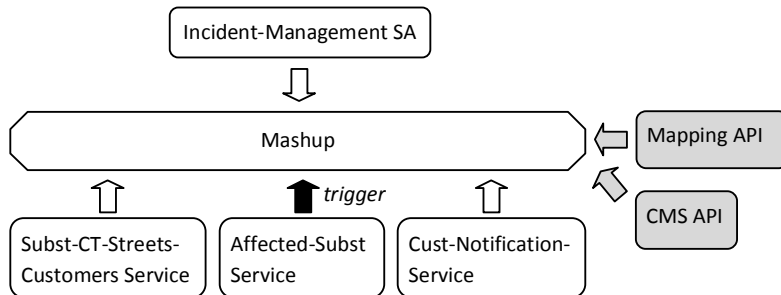 Incident-Management SA
Mashup
Mapping API
trigger
CMS API
Subst-CT-Streets-
Customers Service
Affected-Subst
Service
Cust-Notification-
Service